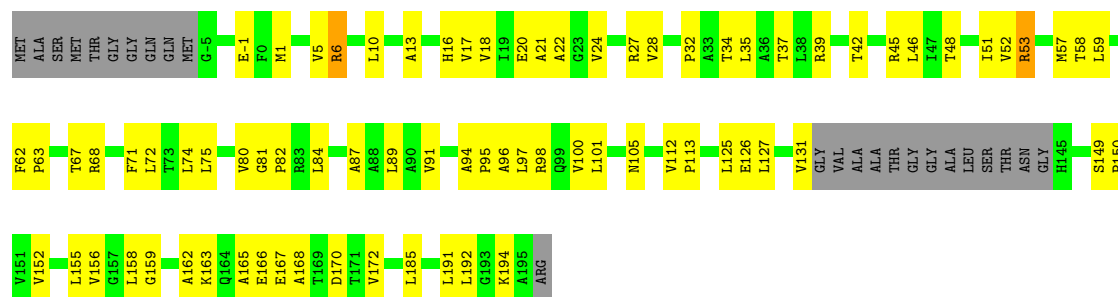 MET ALA SER MET THR GLY GLY GLN GLN MET G-5 E-1 F0 M1 V5 R6 L10 A13 H16 V17 V18 I19 E20 A21 A22 G23 V24 R27 V28 P32 A33 T34 L35 A36 T37 L38 R39 T42 R45 L46 I47 T48 I51 V52 R53 M57 T58 L59
F62 P63 T67 R68 F71 L72 T73 L74 L75 V80 G81 P82 R83 L84 A87 A88 L89 A90 V91 A94 P95 A96 L97 R98 Q99 V100 L101 N105 V112 P113 L125 E126 L127 V131 GLY VAL ALA ALA THR GLY GLY ALA LEU SER THR ASN GLY H145 S149
V151 V152 L155 V156 G157 L158 G159 A162 K163 Q164 A165 E166 E167 A168 T169 D170 T171 V172 L185 L191 L192 G193 K194 A195 ARG